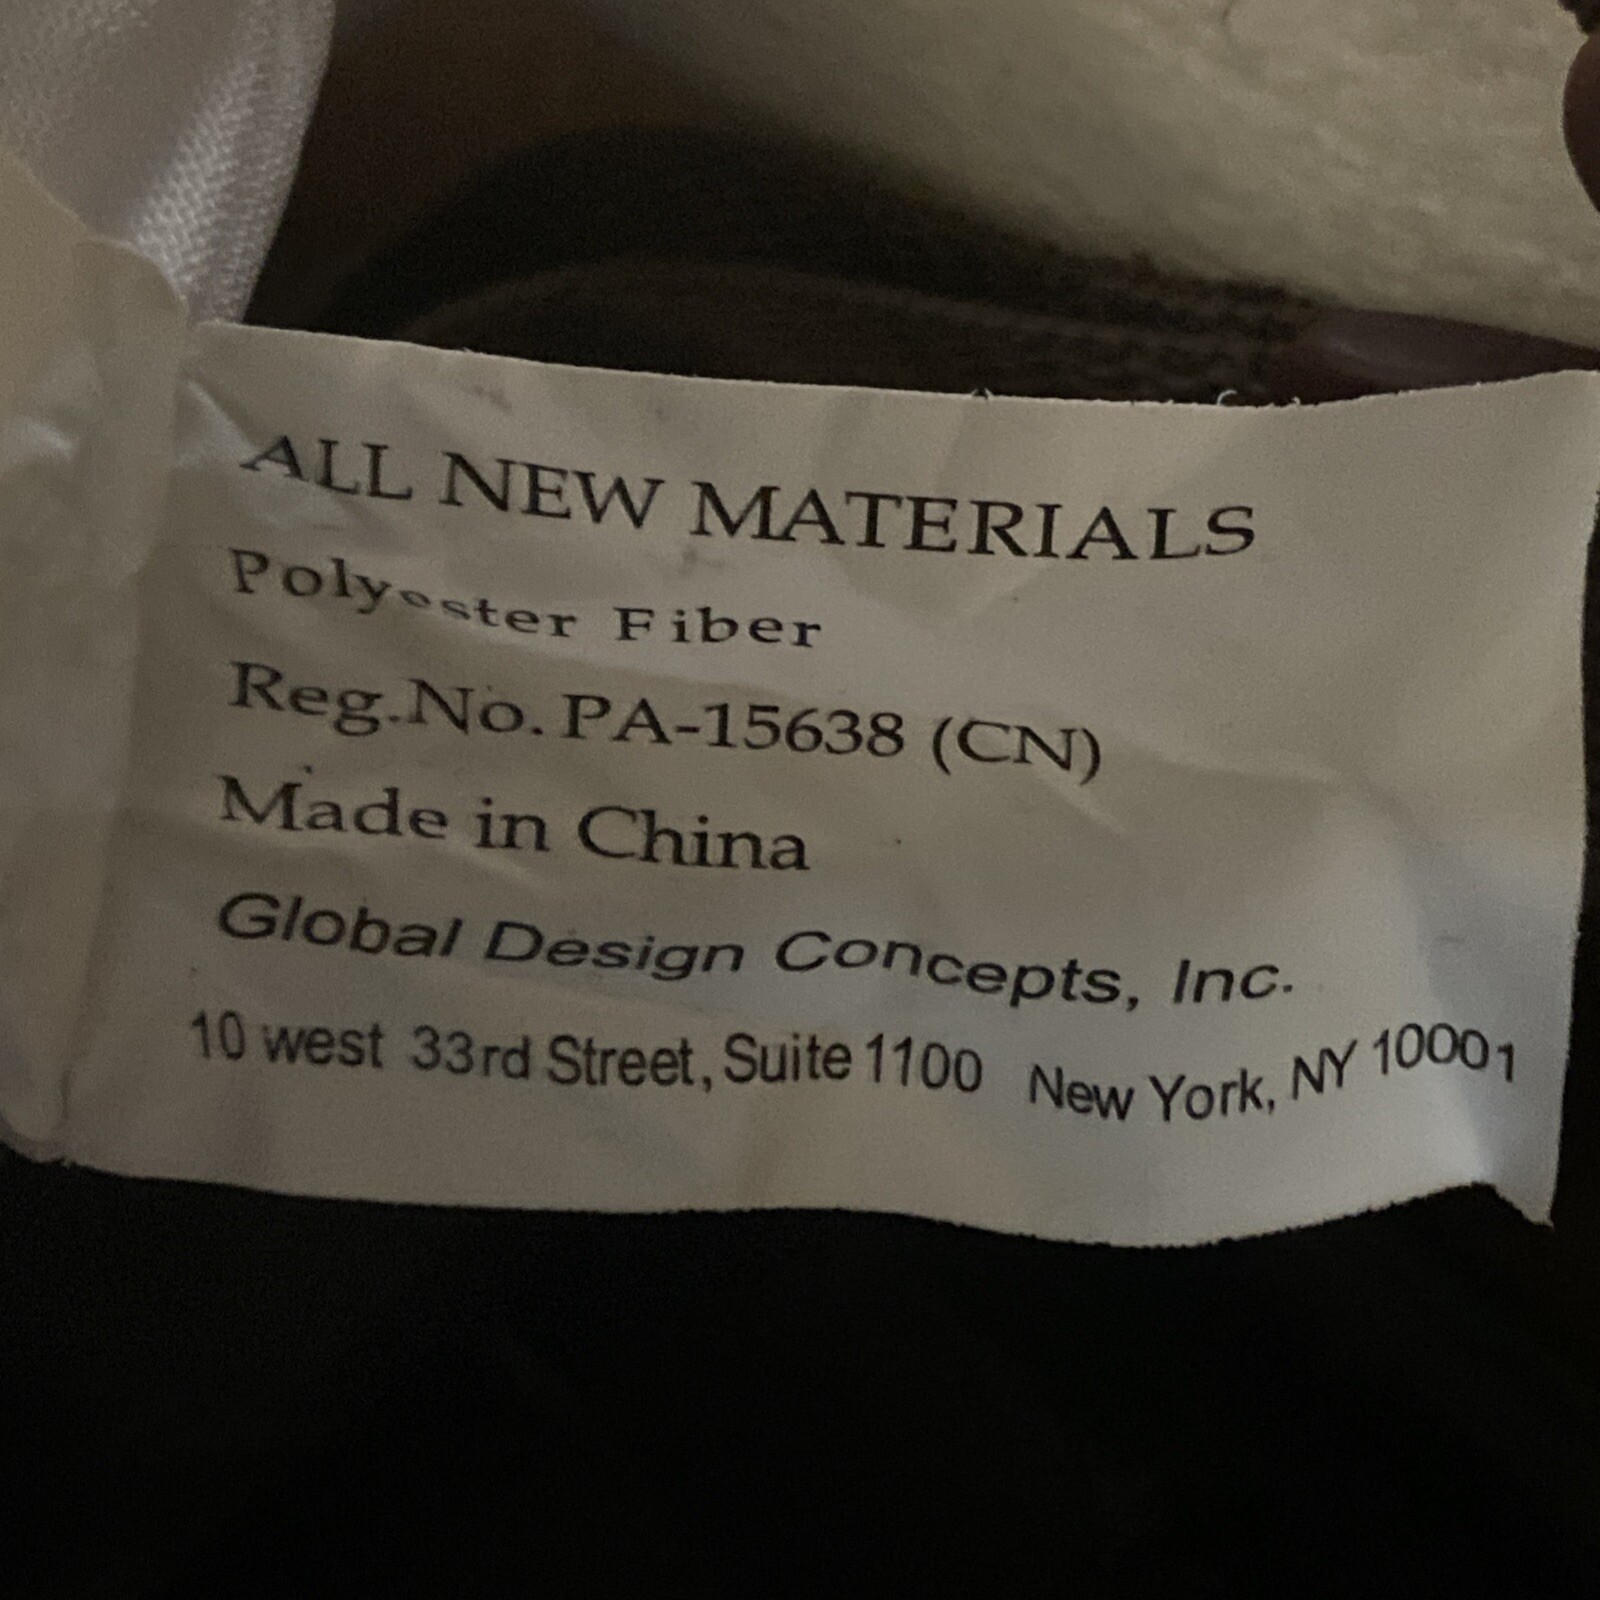 ALL NEW MATERIALS
Polyester Fiber
Reg.No. PA-15638 (CN)
Made in China
Global Design Concepts, Inc.
10 west 33rd Street, Suite 1100 New York, NY 10001